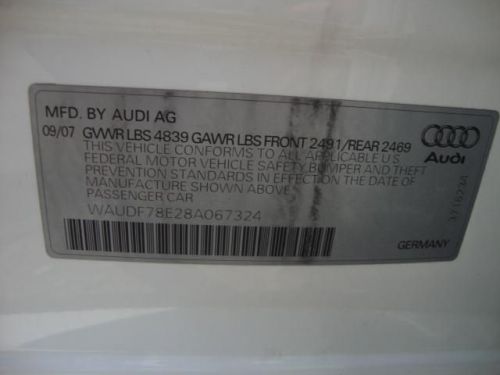 MFD. BY AUDI AG
09/07 GVWR LBS 4839 GAWR LBS FRONT 2491/REAR 2469
THIS VEHICLE CONFORMS TO ALL APPLICABLE U.S
FEDERAL MOTOR VEHICLE SAFETY BUMPER AND THEFT
PREVENTION STANDARDS IN EFFECT ON THE DATE OF
MANUFACTURE SHOWN ABOVE
PASSENGER CAR
WAUDF78E28A067324
Audi
3716234
GERMANY